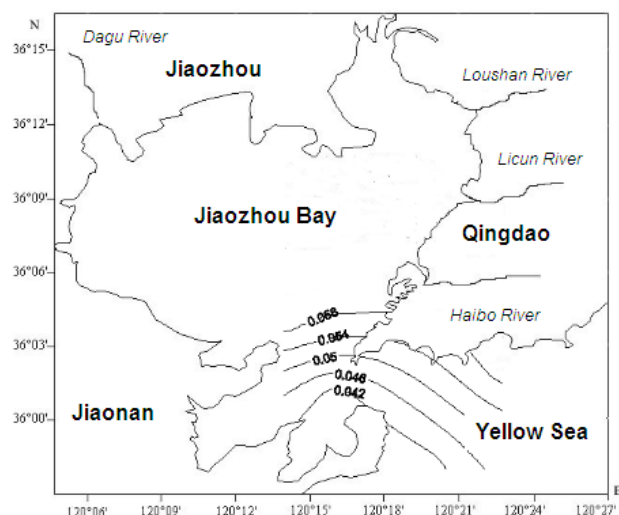 N
36°15'
Dagu River
Jiaozhou
Loushan River
36°12'
Licun River
36°09'
Jiaozhou Bay
Qingdao
36°06'
0.058
Haibo River
36°03'
0.054
0.05
0.046
0.042
36°00'
Jiaonan
Yellow Sea
E
120°06'
120°09'
120°12'
120°15'
120°18'
120°21'
120°24'
120°27'